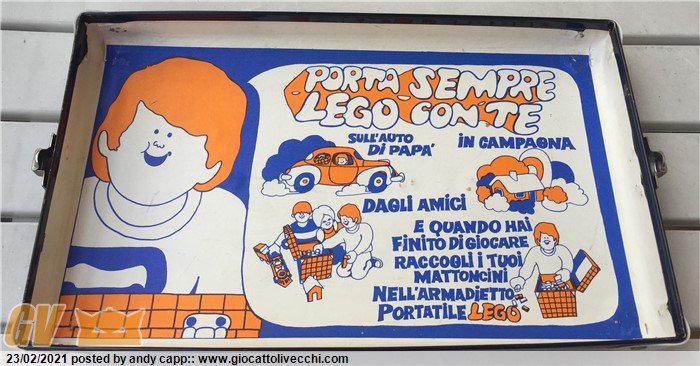 PORTA SEMPRE
LEGO CON TE
SULL'AUTO
DI PAPA'
IN CAMPAGNA
DAGLI AMICI
E QUANDO HAI
FINITO DI GIOCARE
RACCOGLI I TUOI
MATTONCINI
NELL'ARMADIETTO
PORTATILE LEGO
GV
23/02/2021 posted by andy capp:: www.giocattolivecchi.com